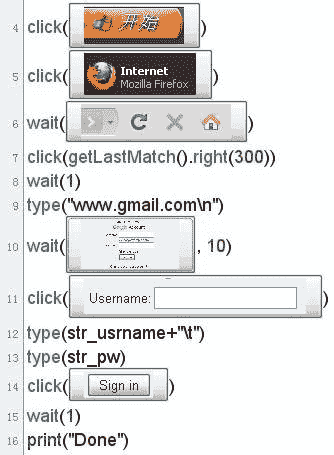 4 click( 开始 )
5 click( Internet
Mozilla Firefox )
6 wait( )
7 click(getLastMatch().right(300))
8 wait(1)
9 type("www.gmail.com\n")
10 wait( , 10)
11 click( Username: )
12 type(str_usrname+"\t")
13 type(str_pw)
14 click( Sign in )
15 wait(1)
16 print("Done")